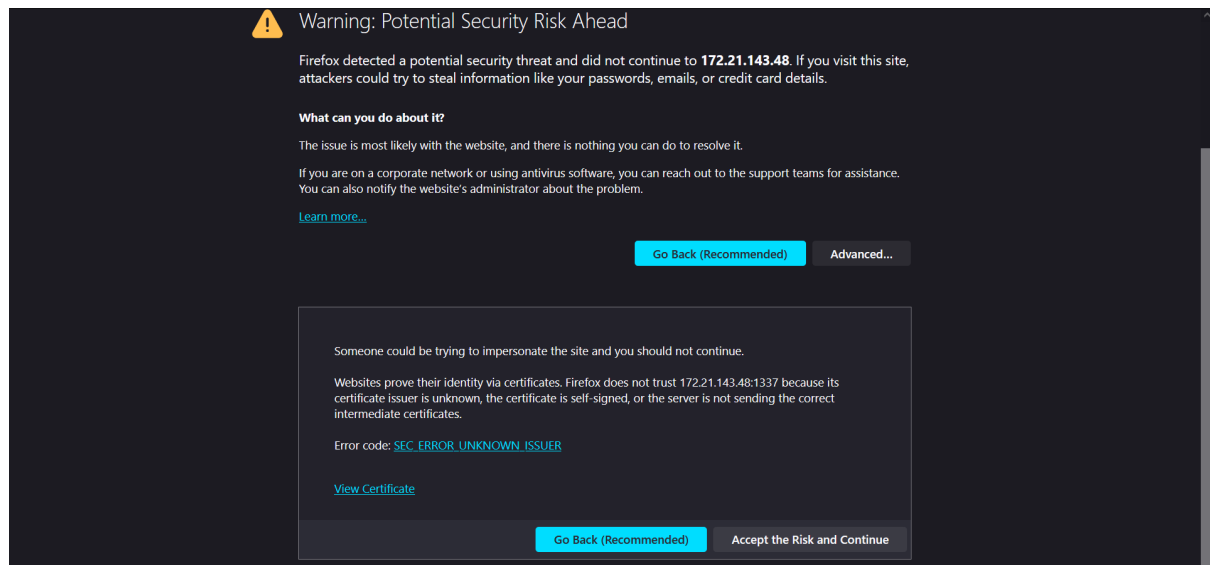 Warning: Potential Security Risk Ahead
Firefox detected a potential security threat and did not continue to 172.21.143.48. If you visit this site,
attackers could try to steal information like your passwords, emails, or credit card details.
What can you do about it?
The issue is most likely with the website, and there is nothing you can do to resolve it.
If you are on a corporate network or using antivirus software, you can reach out to the support teams for assistance.
You can also notify the website's administrator about the problem.
Learn more...
Go Back (Recommended)
Advanced...
Someone could be trying to impersonate the site and you should not continue.
Websites prove their identity via certificates. Firefox does not trust 172.21.143.48:1337 because its
certificate issuer is unknown, the certificate is self-signed, or the server is not sending the correct
intermediate certificates.
Error code: SEC_ERROR_UNKNOWN_ISSUER
View Certificate
Go Back (Recommended)
Accept the Risk and Continue